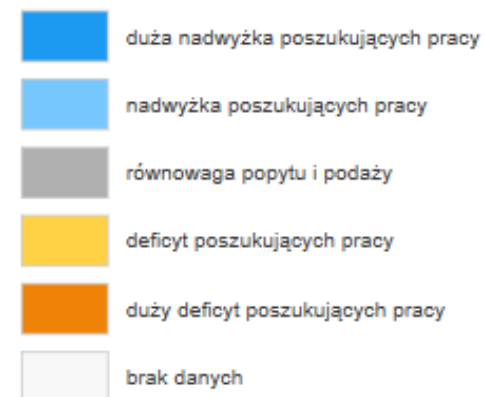 duża nadwyżka poszukujących pracy
nadwyżka poszukujących pracy
równowaga popytu i podaży
deficyt poszukujących pracy
duży deficyt poszukujących pracy
brak danych